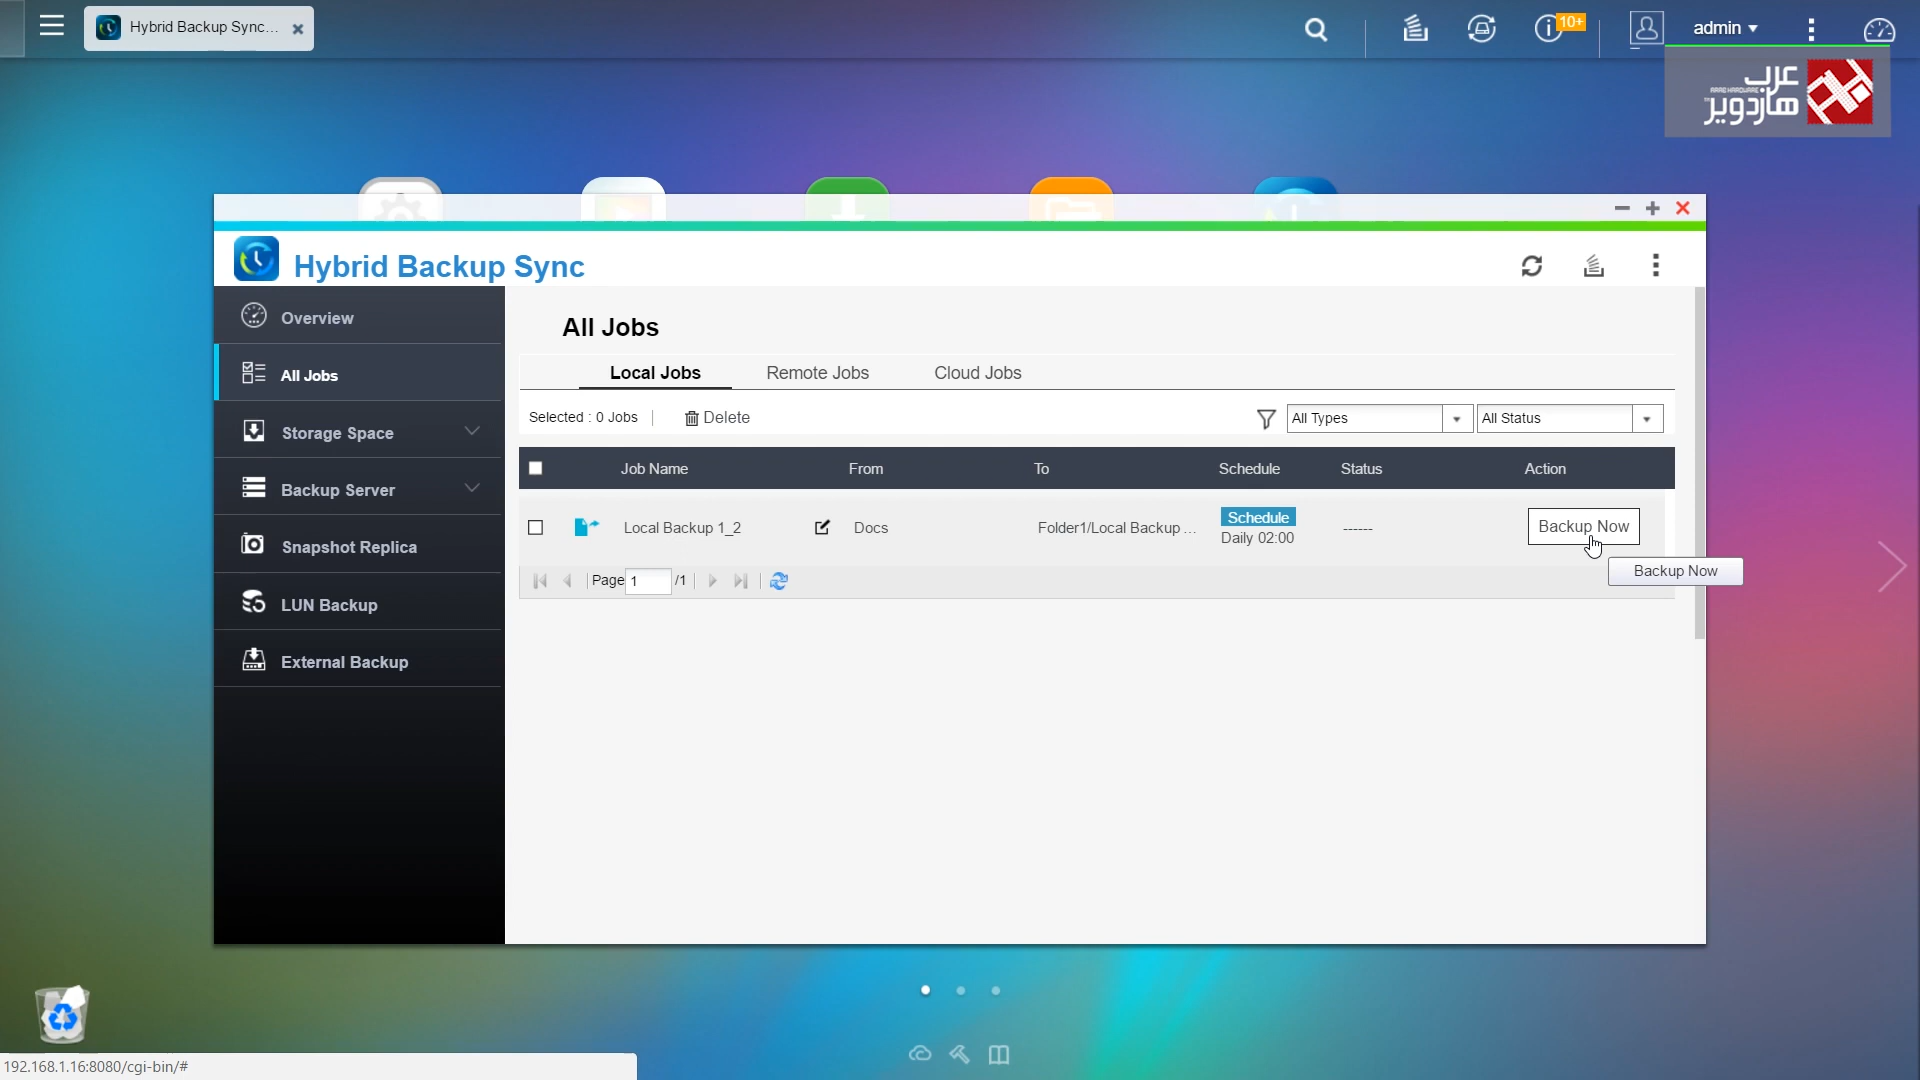 Hybrid Backup Sync...
10+
admin
عرب هاردوير
ARAB HARDWARE
Hybrid Backup Sync
Overview
All Jobs
Storage Space
Backup Server
Snapshot Replica
LUN Backup
External Backup
All Jobs
Local Jobs Remote Jobs Cloud Jobs
Selected : 0 Jobs Delete All Types All Status
Job Name From To Schedule Status Action
Local Backup 1_2 Docs Folder1/Local Backup ... Schedule ------ Backup Now
Daily 02:00
Backup Now
Page 1 /1
192.168.1.16:8080/cgi-bin/#